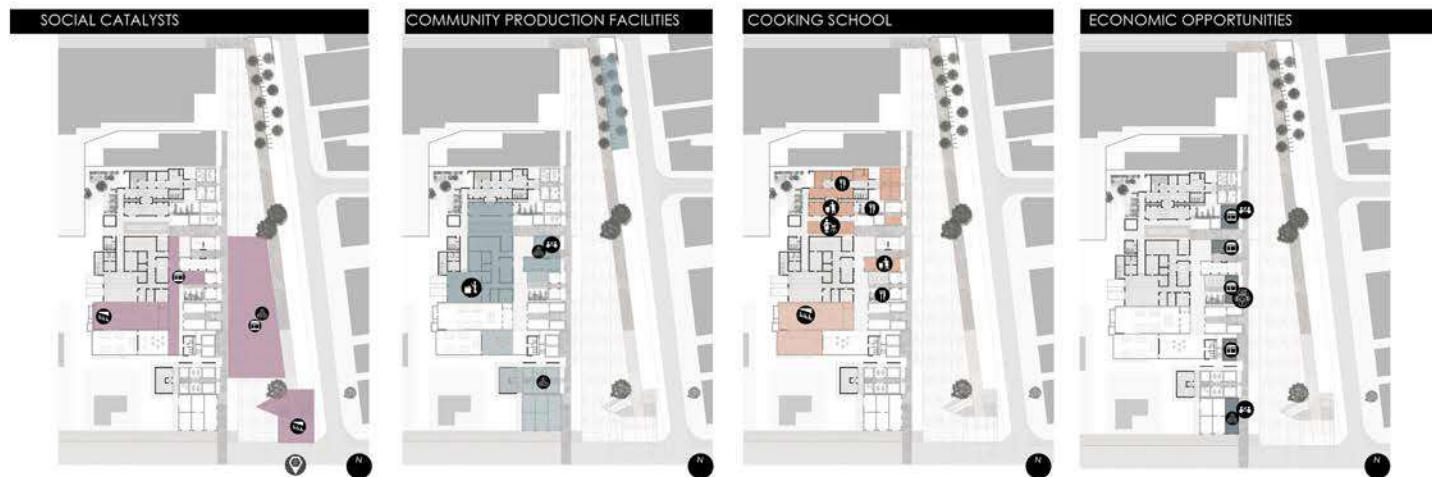 SOCIAL CATALYSTS
COMMUNITY PRODUCTION FACILITIES
COOKING SCHOOL
ECONOMIC OPPORTUNITIES
N
N
N
N